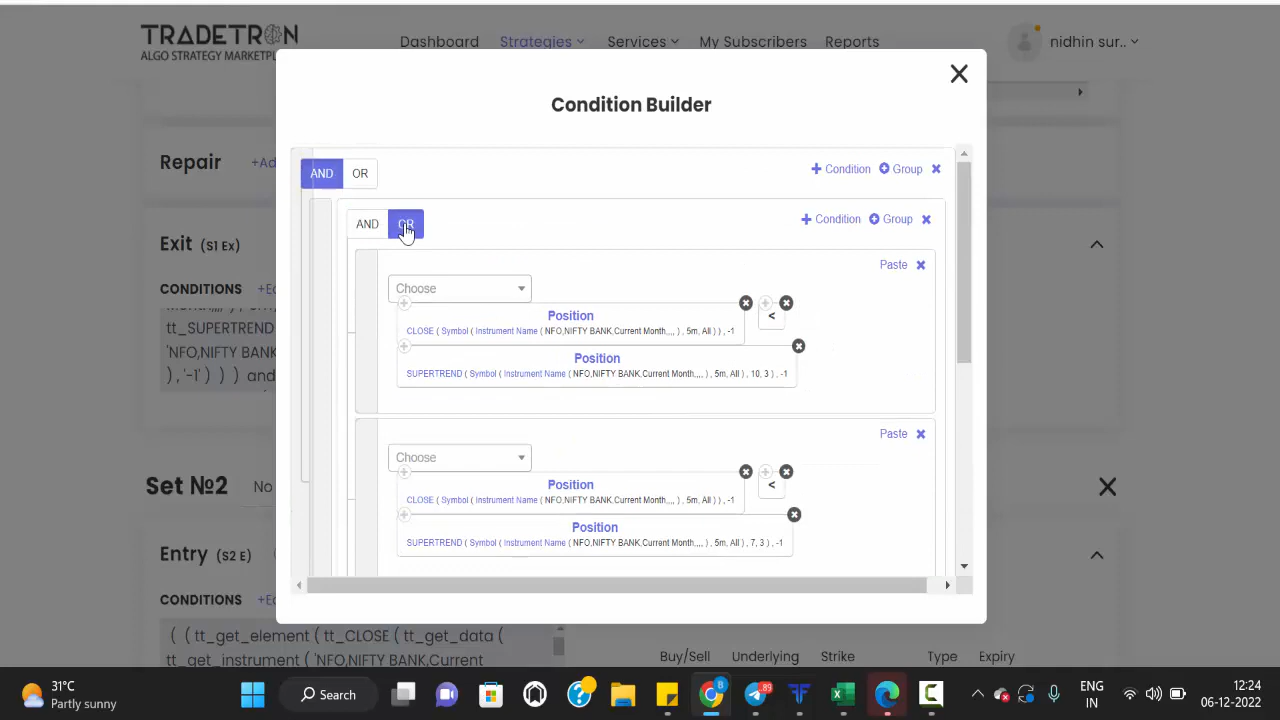 TRADETRON
ALGO STRATEGY MARKETPL
Dashboard Strategies Services My Subscribers Reports nidhin sur..
Condition Builder
Repair +Ad
AND OR + Condition Group
AND OR + Condition Group
Exit (S1 Ex)
Paste
CONDITIONS +E
Choose
Position <
CLOSE ( Symbol ( Instrument Name ( NFO,NIFTY BANK,Current Month,,,, ) , 5m, All ) ) , -1
tt_SUPERTREND
'NFO,NIFTY BANK
) , '-1' ) ) ) and
Position
SUPERTREND ( Symbol ( Instrument Name ( NFO,NIFTY BANK,Current Month,,,, ) , 5m, All ) , 10, 3 ) , -1
Paste
Choose
Set №2 No
Position <
CLOSE ( Symbol ( Instrument Name ( NFO,NIFTY BANK,Current Month,,,, ) , 5m, All ) ) , -1
Position
SUPERTREND ( Symbol ( Instrument Name ( NFO,NIFTY BANK,Current Month,,,, ) , 5m, All ) , 7, 3 ) , -1
Entry (S2 E)
CONDITIONS +E
( ( tt_get_element ( tt_CLOSE ( tt_get_data (
tt_get_instrument ( 'NFO,NIFTY BANK,Current
Buy/Sell Underlying Strike Type Expiry
31°C
Partly sunny
Search
89
ENG
IN
12:24
06-12-2022